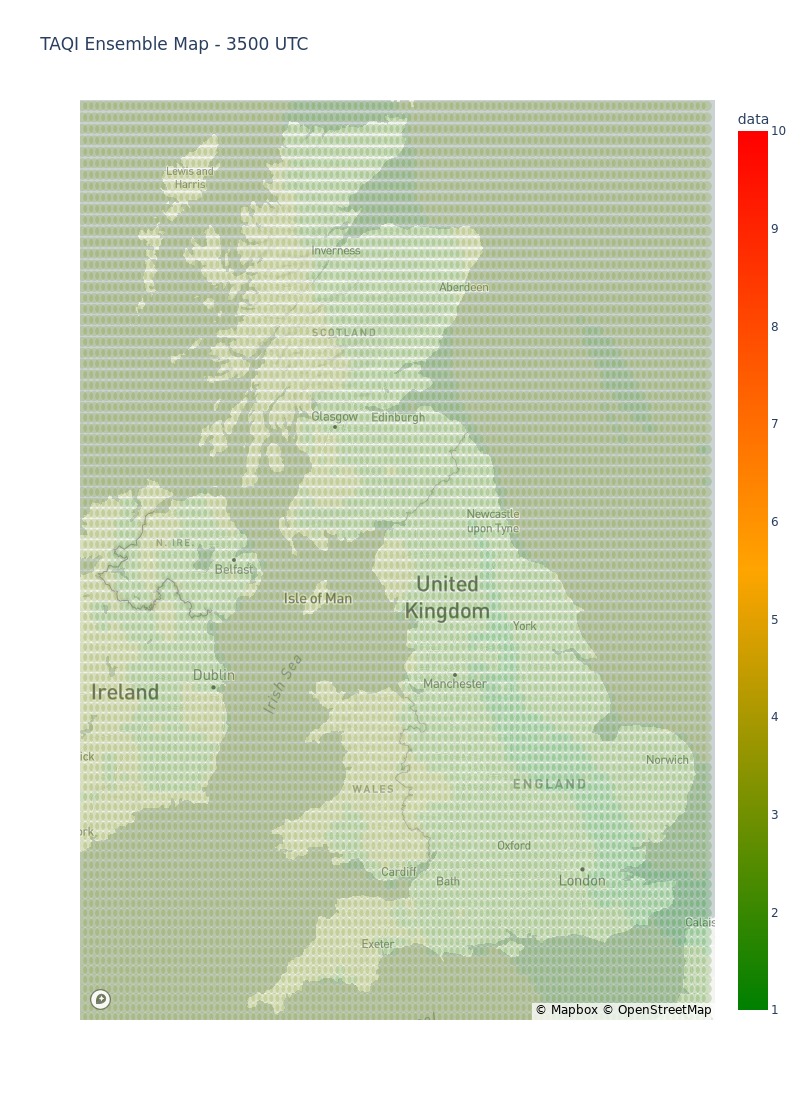 TAQI Ensemble Map - 3500 UTC
data
10
9
8
7
6
5
4
3
2
1
Lewis and
Harris
Inverness
Aberdeen
SCOTLAND
Glasgow
Edinburgh
Newcastle
upon Tyne
N. IRE.
Belfast
Isle of Man
United
Kingdom
York
Dublin
Manchester
Irish Sea
Ireland
Norwich
ick
WALES
ENGLAND
ork
Oxford
Cardiff
Bath
London
Calais
Exeter
© Mapbox © OpenStreetMap